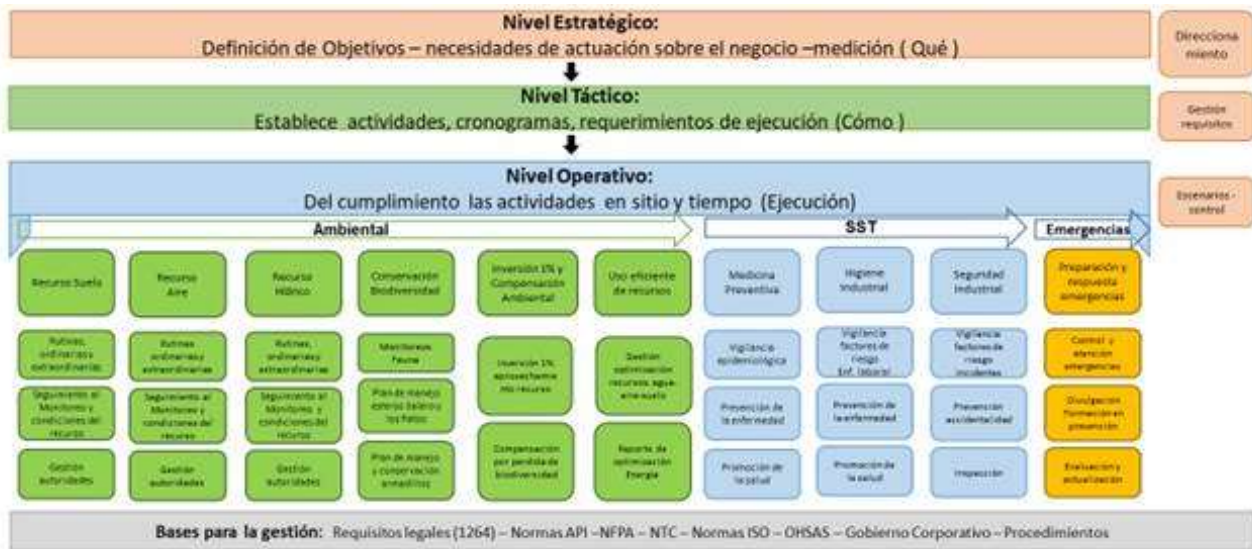 Nivel Estratégico:
Definición de Objetivos – necesidades de actuación sobre el negocio –medición ( Qué )
Direcciona
miento
Nivel Táctico:
Establece actividades, cronogramas, requerimientos de ejecución (Cómo )
Gestión
requisitos
Nivel Operativo:
Del cumplimiento las actividades en sitio y tiempo (Ejecución)
Escenarios -
control
Ambiental
SST
Emergencias
Recurso Suelo
Recurso
Aire
Recurso
Hídrico
Conservación
Biodiversidad
Inversión 1% y
Compensación
Ambiental
Uso eficiente
de recursos
Medicina
Preventiva
Higiene
Industrial
Seguridad
Industrial
Preparación y
respuesta
emergencias
Rutinas,
ordinarias y
extraordinarias
Rutinas
ordinarias y
extraordinarias
Rutinas,
ordinarias y
extraordinarias
Monitoreos
Fauna
Inversión 1%
Gestión
optimización
recursos, agua-
aire-suelo
Vigilancia
epidemiológica
Vigilancia
factores de
riesgo
Enf. laboral
Vigilancia
factores de
riesgo
incidentes
Control y
atención
emergencias
Seguimiento al
Monitoreo y
condiciones del
recurso
Seguimiento al
Monitoreo y
condiciones del
recurso
Seguimiento al
Monitoreo y
condiciones del
recurso
Plan de manejo
Prevención de
la enfermedad
Prevención de
la enfermedad
Prevención
accidentalidad
Divulgación
Formación en
prevención
Gestión
autoridades
Gestión
autoridades
Gestión
autoridades
Plan de manejo
y conservación
armadillos
Compensación
por perdida de
biodiversidad
Reporte de
optimización
Energía
Promoción de
la salud
Promoción de
la salud
Inspección
Evaluación y
actualización
Bases para la gestión: Requisitos legales (1264) – Normas API –NFPA – NTC – Normas ISO – OHSAS – Gobierno Corporativo – Procedimientos